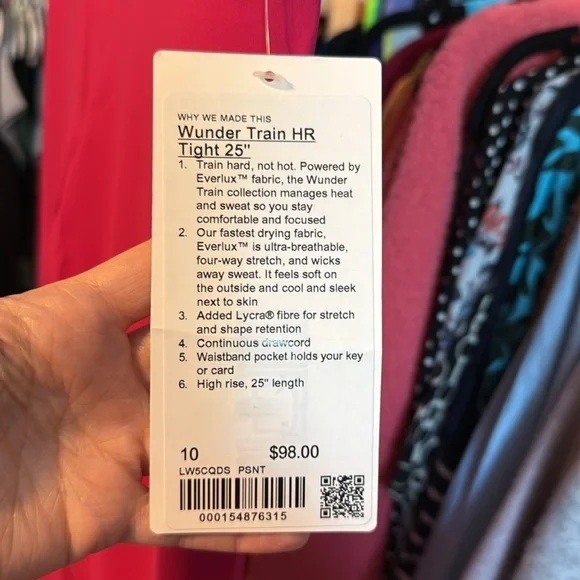 WHY WE MADE THIS
Wunder Train HR
Tight 25"
1. Train hard, not hot. Powered by
Everlux™ fabric, the Wunder
Train collection manages heat
and sweat so you stay
comfortable and focused
2. Our fastest drying fabric,
Everlux™ is ultra-breathable,
four-way stretch, and wicks
away sweat. It feels soft on
the outside and cool and sleek
next to skin
3. Added Lycra® fibre for stretch
and shape retention
4. Continuous drawcord
5. Waistband pocket holds your key
or card
6. High rise, 25" length
10 $98.00
LW5CQDS PSNT
000154876315